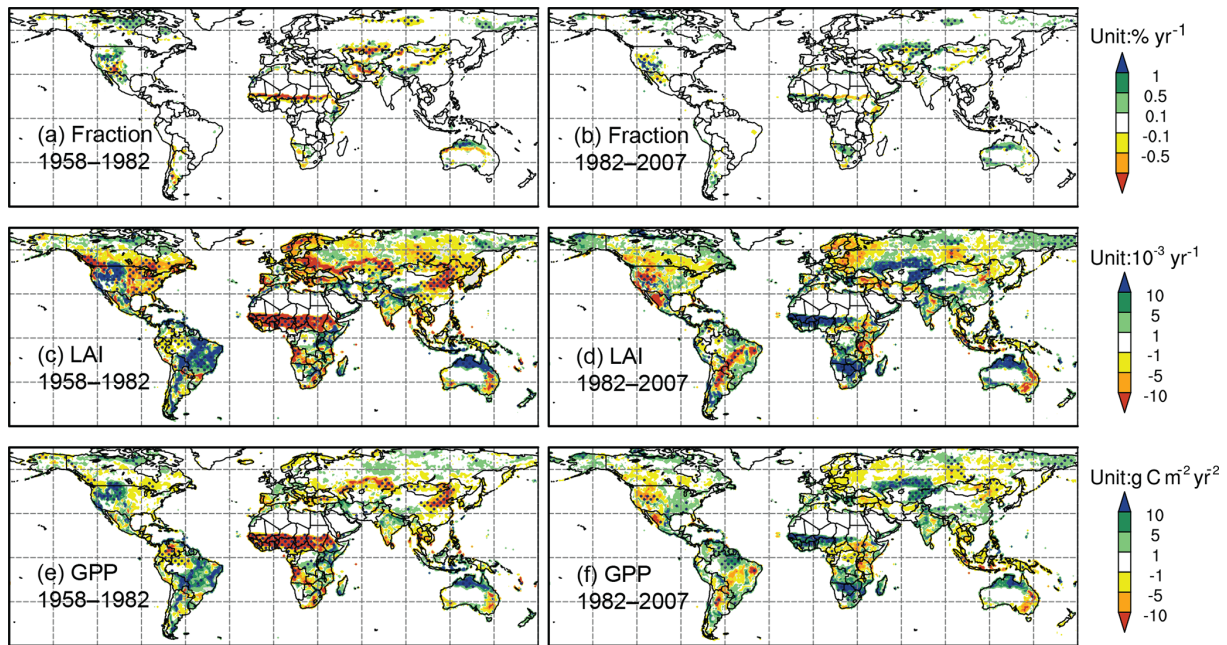 Unit:% yr⁻¹
1
0.5
0.1
-0.1
-0.5
(a) Fraction
1958–1982
(b) Fraction
1982–2007
Unit:10⁻³ yr⁻¹
10
5
1
-1
-5
-10
(c) LAI
1958–1982
(d) LAI
1982–2007
Unit:g C m⁻² yr²
10
5
1
-1
-5
-10
(e) GPP
1958–1982
(f) GPP
1982–2007